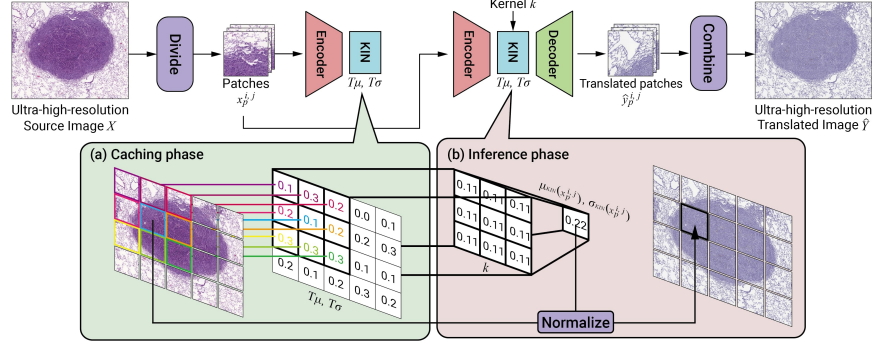 Kernel k
Divide
Encoder
KIN
Encoder
KIN
Decoder
Combine
Ultra-high-resolution
Source Image X
Patches
x_p^{i, j}
Tμ, Tσ
Tμ, Tσ
Translated patches
ŷ_p^{i, j}
Ultra-high-resolution
Translated Image Ŷ
(a) Caching phase
0.1 0.3 0.2 0.0 0.1
0.2 0.1 0.2 0.2 0.3
0.3 0.3 0.3 0.1 0.1
0.2 0.1 0.2 0.3 0.2
Tμ, Tσ
(b) Inference phase
0.11 0.11 0.11
0.11 0.11 0.11
0.11 0.11 0.11
k
μ_KIN(x_p^{i, j}), σ_KIN(x_p^{i, j})
0.22
Normalize